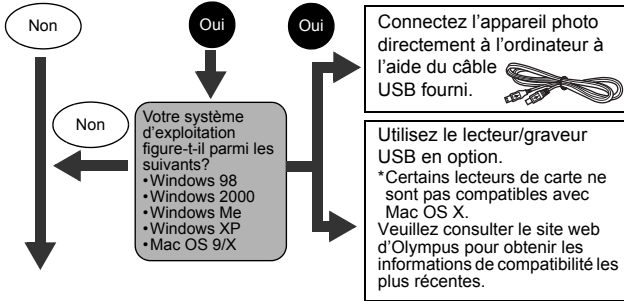 Non
Oui
Oui
Connectez l'appareil photo
directement à l'ordinateur à
l'aide du câble
USB fourni.
Non
Votre système
d'exploitation
figure-t-il parmi les
suivants?
•Windows 98
•Windows 2000
•Windows Me
•Windows XP
•Mac OS 9/X
Utilisez le lecteur/graveur
USB en option.
*Certains lecteurs de carte ne
sont pas compatibles avec
Mac OS X.
Veuillez consulter le site web
d'Olympus pour obtenir les
informations de compatibilité les
plus récentes.